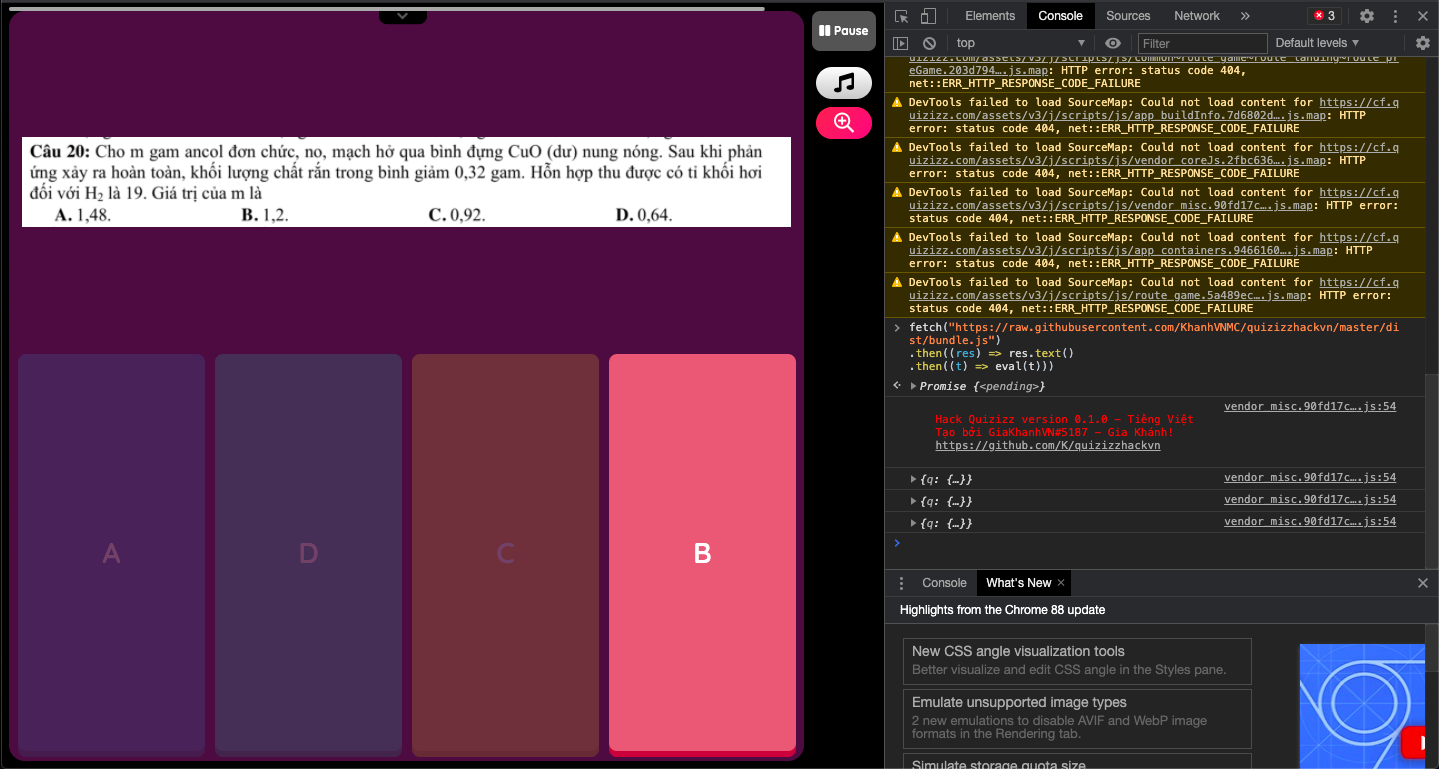 Pause
Câu 20: Cho m gam ancol đơn chức, no, mạch hở qua bình đựng CuO (dư) nung nóng. Sau khi phản
ứng xảy ra hoàn toàn, khối lượng chất rắn trong bình giảm 0,32 gam. Hỗn hợp thu được có tỉ khối hơi
đối với H₂ là 19. Giá trị của m là
A. 1,48. B. 1,2. C. 0,92. D. 0,64.
A D C B
Elements Console Sources Network » 3
top Filter Default levels
uizizz.com/assets/v3/j/scripts/js/common~route_game~route_landing~route_pr
eGame.203d794….js.map: HTTP error: status code 404,
net::ERR_HTTP_RESPONSE_CODE_FAILURE
DevTools failed to load SourceMap: Could not load content for https://cf.q
uizizz.com/assets/v3/j/scripts/js/app_buildInfo.7d6802d….js.map: HTTP
error: status code 404, net::ERR_HTTP_RESPONSE_CODE_FAILURE
DevTools failed to load SourceMap: Could not load content for https://cf.q
uizizz.com/assets/v3/j/scripts/js/vendor_coreJs.2fbc636….js.map: HTTP
error: status code 404, net::ERR_HTTP_RESPONSE_CODE_FAILURE
DevTools failed to load SourceMap: Could not load content for https://cf.q
uizizz.com/assets/v3/j/scripts/js/vendor_misc.90fd17c….js.map: HTTP error:
status code 404, net::ERR_HTTP_RESPONSE_CODE_FAILURE
DevTools failed to load SourceMap: Could not load content for https://cf.q
uizizz.com/assets/v3/j/scripts/js/app_containers.9466160….js.map: HTTP
error: status code 404, net::ERR_HTTP_RESPONSE_CODE_FAILURE
DevTools failed to load SourceMap: Could not load content for https://cf.q
uizizz.com/assets/v3/j/scripts/js/route_game.5a489ec….js.map: HTTP error:
status code 404, net::ERR_HTTP_RESPONSE_CODE_FAILURE
fetch("https://raw.githubusercontent.com/KhanhVNMC/quizizzhackvn/master/di
st/bundle.js")
.then((res) => res.text()
.then((t) => eval(t)))
Promise {<pending>}
vendor_misc.90fd17c….js:54
Hack Quizizz version 0.1.0 – Tiếng Việt
Tạo bởi GiaKhanhVN#5187 – Gia Khánh!
https://github.com/K/quizizzhackvn
{q: {…}} vendor_misc.90fd17c….js:54
{q: {…}} vendor_misc.90fd17c….js:54
{q: {…}} vendor_misc.90fd17c….js:54
Console What's New
Highlights from the Chrome 88 update
New CSS angle visualization tools
Better visualize and edit CSS angle in the Styles pane.
Emulate unsupported image types
2 new emulations to disable AVIF and WebP image
formats in the Rendering tab.
Simulate storage quota size